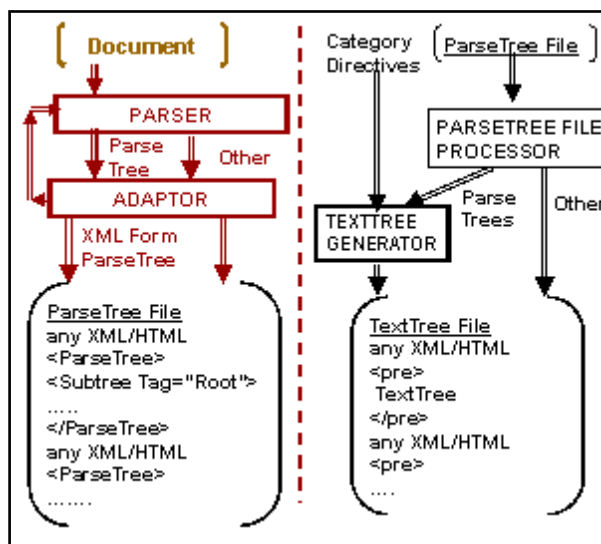 Document
PARSER
Parse
Tree
Other
ADAPTOR
XML Form
ParseTree
ParseTree File
any XML/HTML
<ParseTree>
<Subtree Tag="Root">
.....
</ParseTree>
any XML/HTML
<ParseTree>
.......
Category
Directives
ParseTree File
PARSETREE FILE
PROCESSOR
Parse
Trees
Other
TEXTTREE
GENERATOR
TextTree File
any XML/HTML
<pre>
TextTree
</pre>
any XML/HTML
<pre>
....